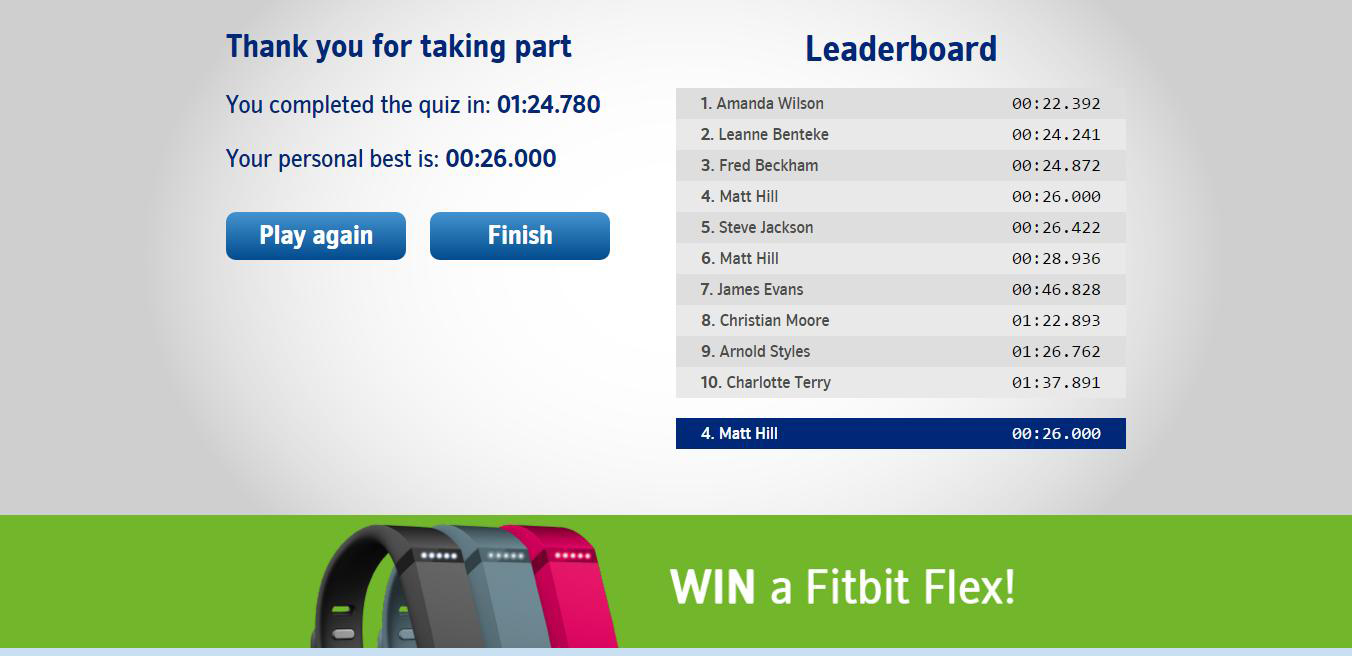 Thank you for taking part
You completed the quiz in: 01:24.780
Your personal best is: 00:26.000
Play again
Finish
Leaderboard
1. Amanda Wilson 00:22.392
2. Leanne Benteke 00:24.241
3. Fred Beckham 00:24.872
4. Matt Hill 00:26.000
5. Steve Jackson 00:26.422
6. Matt Hill 00:28.936
7. James Evans 00:46.828
8. Christian Moore 01:22.893
9. Arnold Styles 01:26.762
10. Charlotte Terry 01:37.891
4. Matt Hill 00:26.000
WIN a Fitbit Flex!